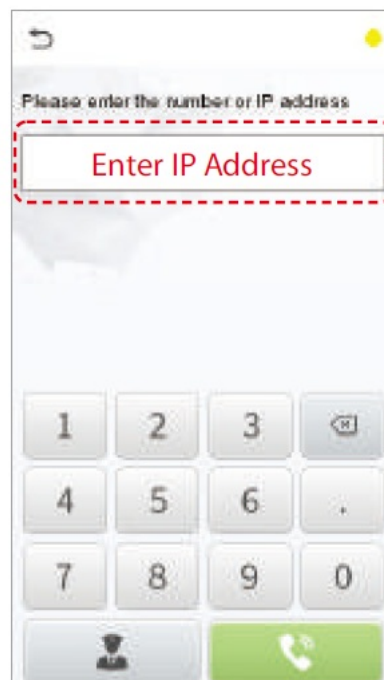 Please enter the number or IP address
Enter IP Address
1 2 3
4 5 6 .
7 8 9 0